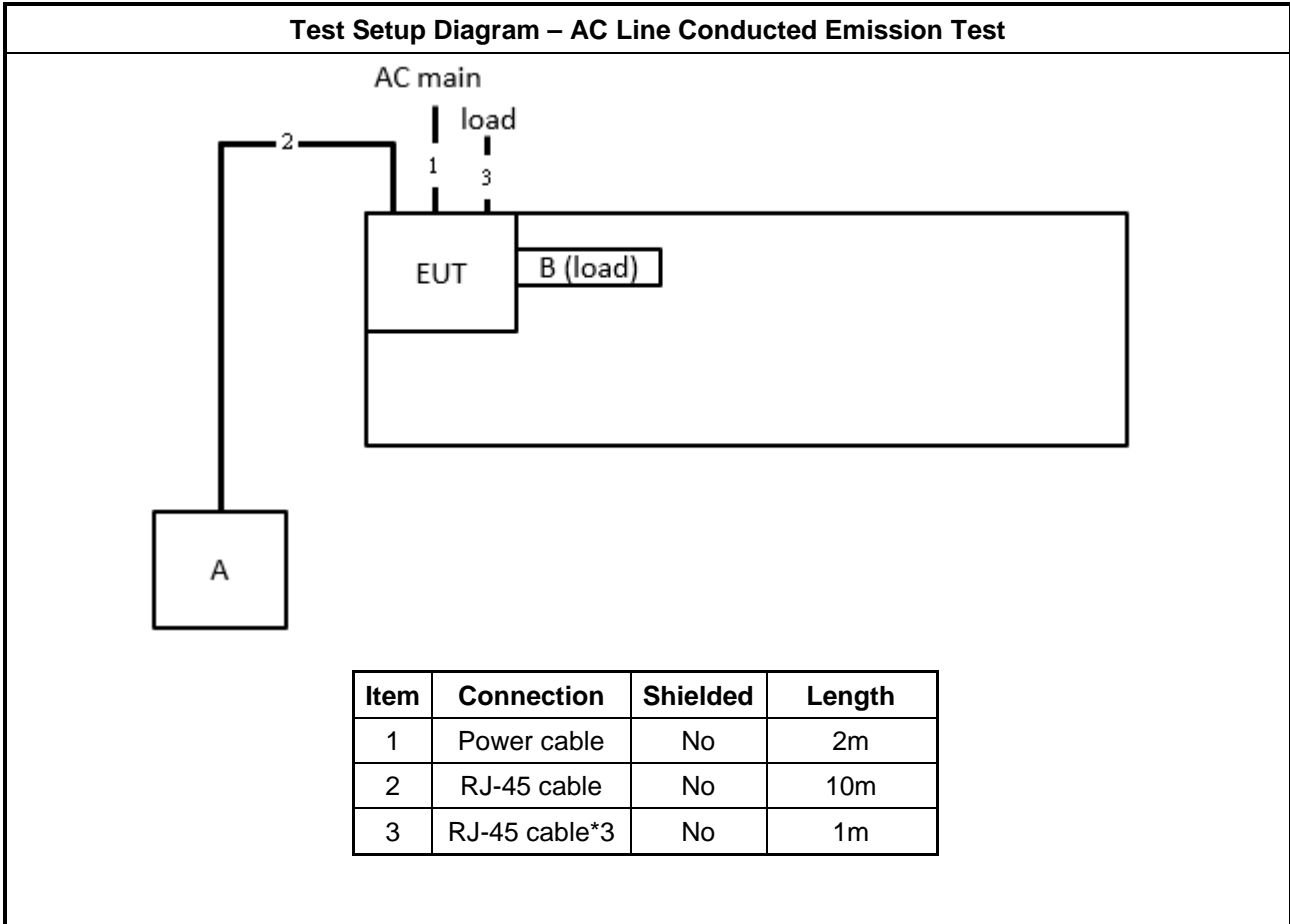 Test Setup Diagram – AC Line Conducted Emission Test
AC main
load
2
1
3
EUT
B (load)
A
Item Connection Shielded Length
1 Power cable No 2m
2 RJ-45 cable No 10m
3 RJ-45 cable*3 No 1m